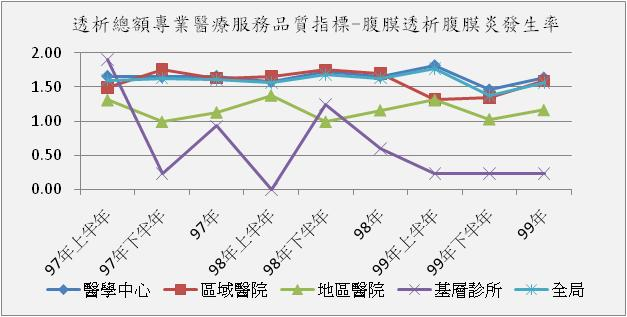 透析總額專業醫療服務品質指標-腹膜透析腹膜炎發生率
2.00
1.50
1.00
0.50
0.00
97年上半年
97年下半年
97年
98年上半年
98年下半年
98年
99年上半年
99年下半年
99年
醫學中心 區域醫院 地區醫院 基層診所 全局